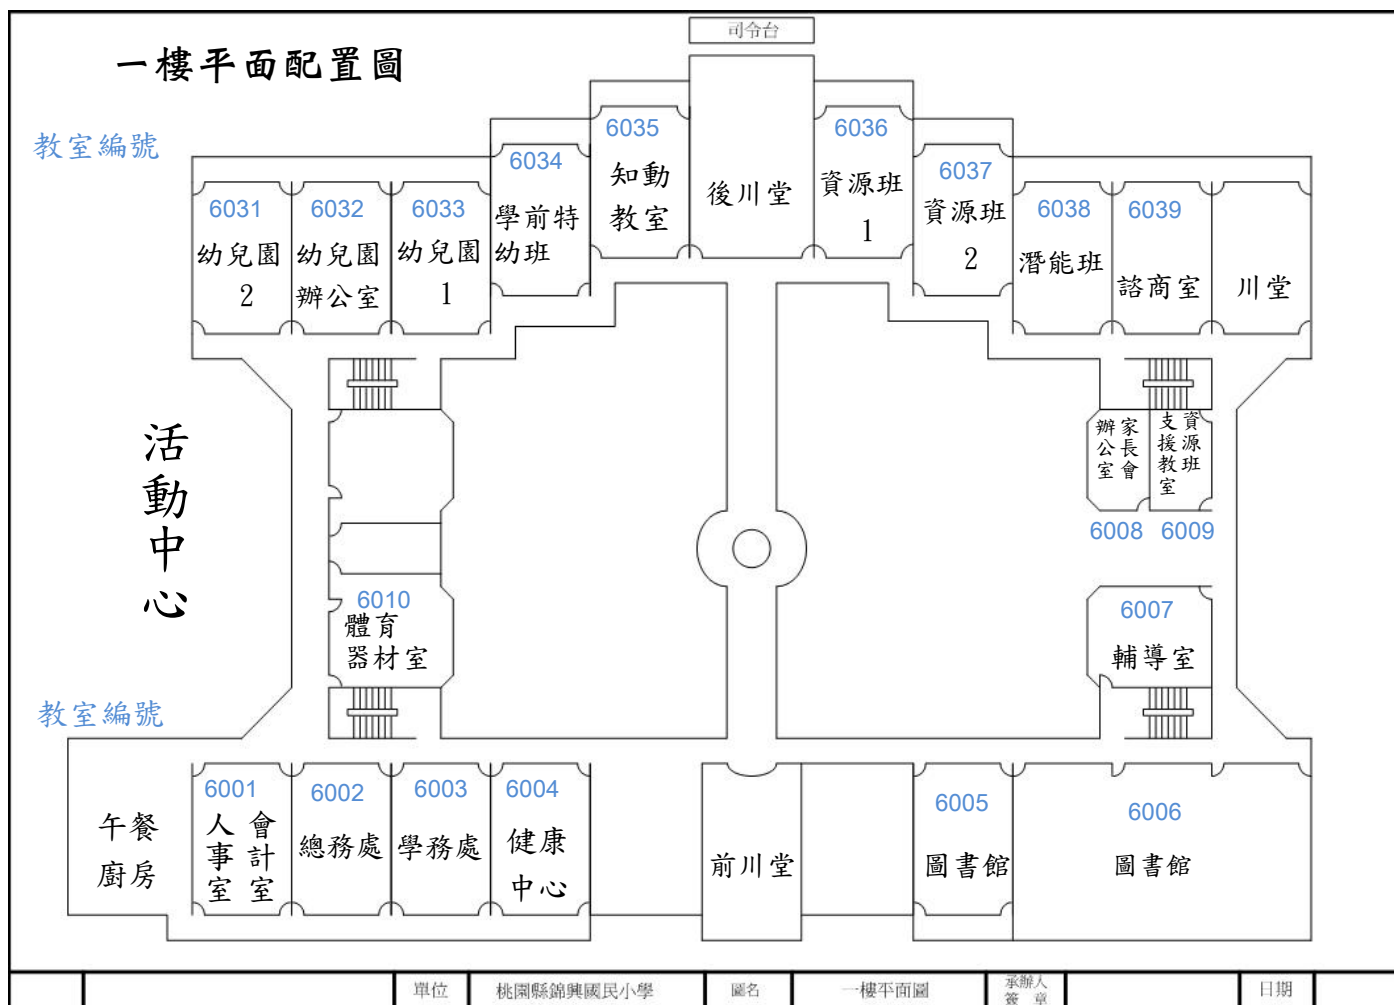 司令台
一樓平面配置圖
教室編號
6031
幼兒園
2
6032
幼兒園
辦公室
6033
幼兒園
1
6034
學前特
幼班
6035
知動
教室
後川堂
6036
資源班
1
6037
資源班
2
6038
潛能班
6039
諮商室
川堂
活動中心
家長會
辦公室
資源班
支援教室
6008
6009
6010
體育
器材室
6007
輔導室
教室編號
午餐
廚房
6001
會計室
人事室
6002
總務處
6003
學務處
6004
健康
中心
前川堂
6005
圖書館
6006
圖書館
單位
桃園縣錦興國民小學
圖名
一樓平面圖
承辦人
簽 章
日期